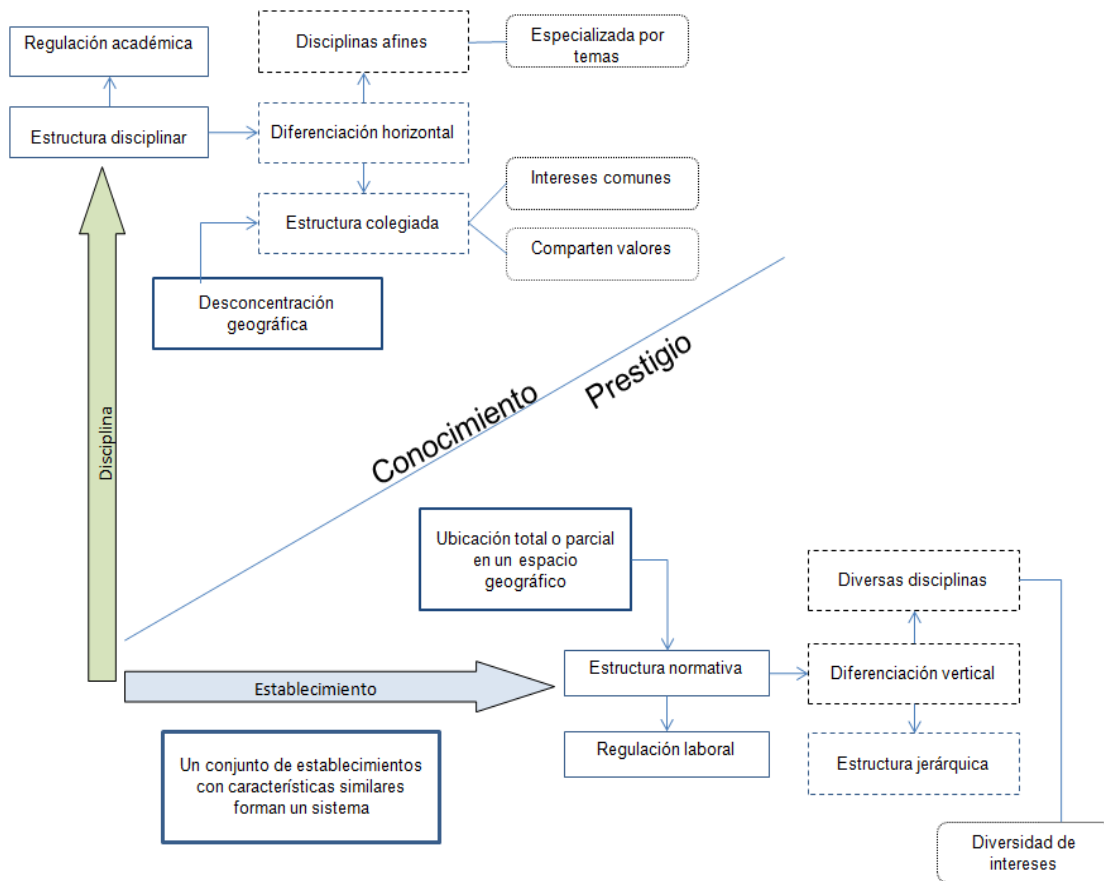 Regulación académica
Disciplinas afines
Especializada por
temas
Estructura disciplinar
Diferenciación horizontal
Intereses comunes
Estructura colegiada
Comparten valores
Desconcentración
geográfica
Disciplina
Conocimiento
Prestigio
Ubicación total o parcial
en un espacio
geográfico
Diversas disciplinas
Estructura normativa
Diferenciación vertical
Establecimiento
Regulación laboral
Estructura jerárquica
Un conjunto de establecimientos
con características similares
forman un sistema
Diversidad de
intereses